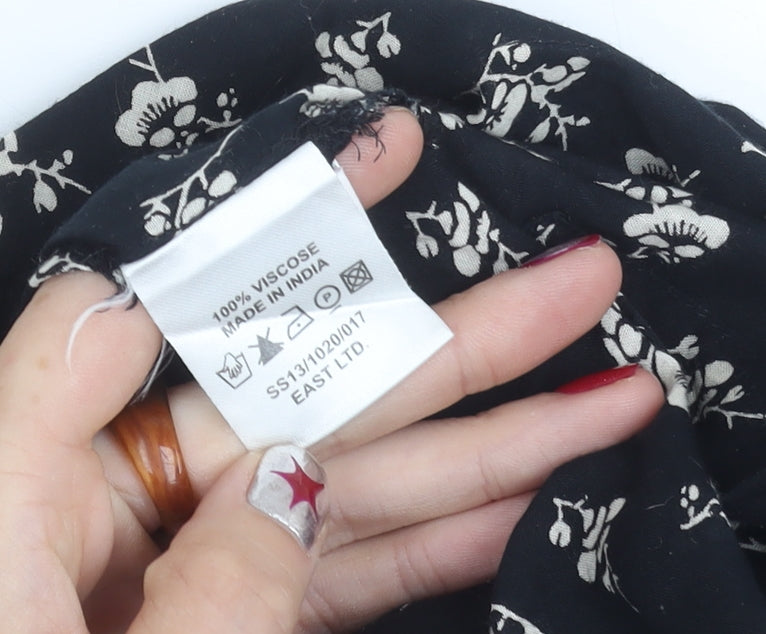 100% VISCOSE
MADE IN INDIA
P
SS13/1020/017
EAST LTD.